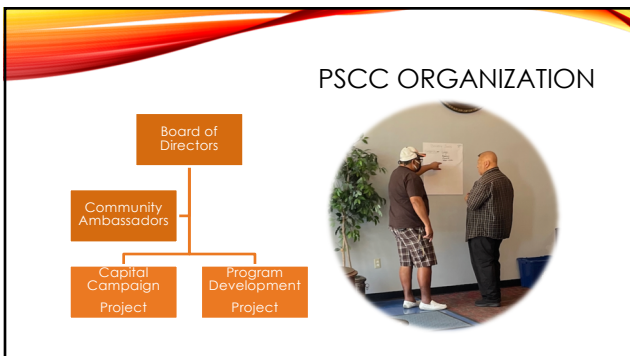 PSCC ORGANIZATION
Board of
Directors
Community
Ambassadors
Capital
Campaign
Project
Program
Development
Project